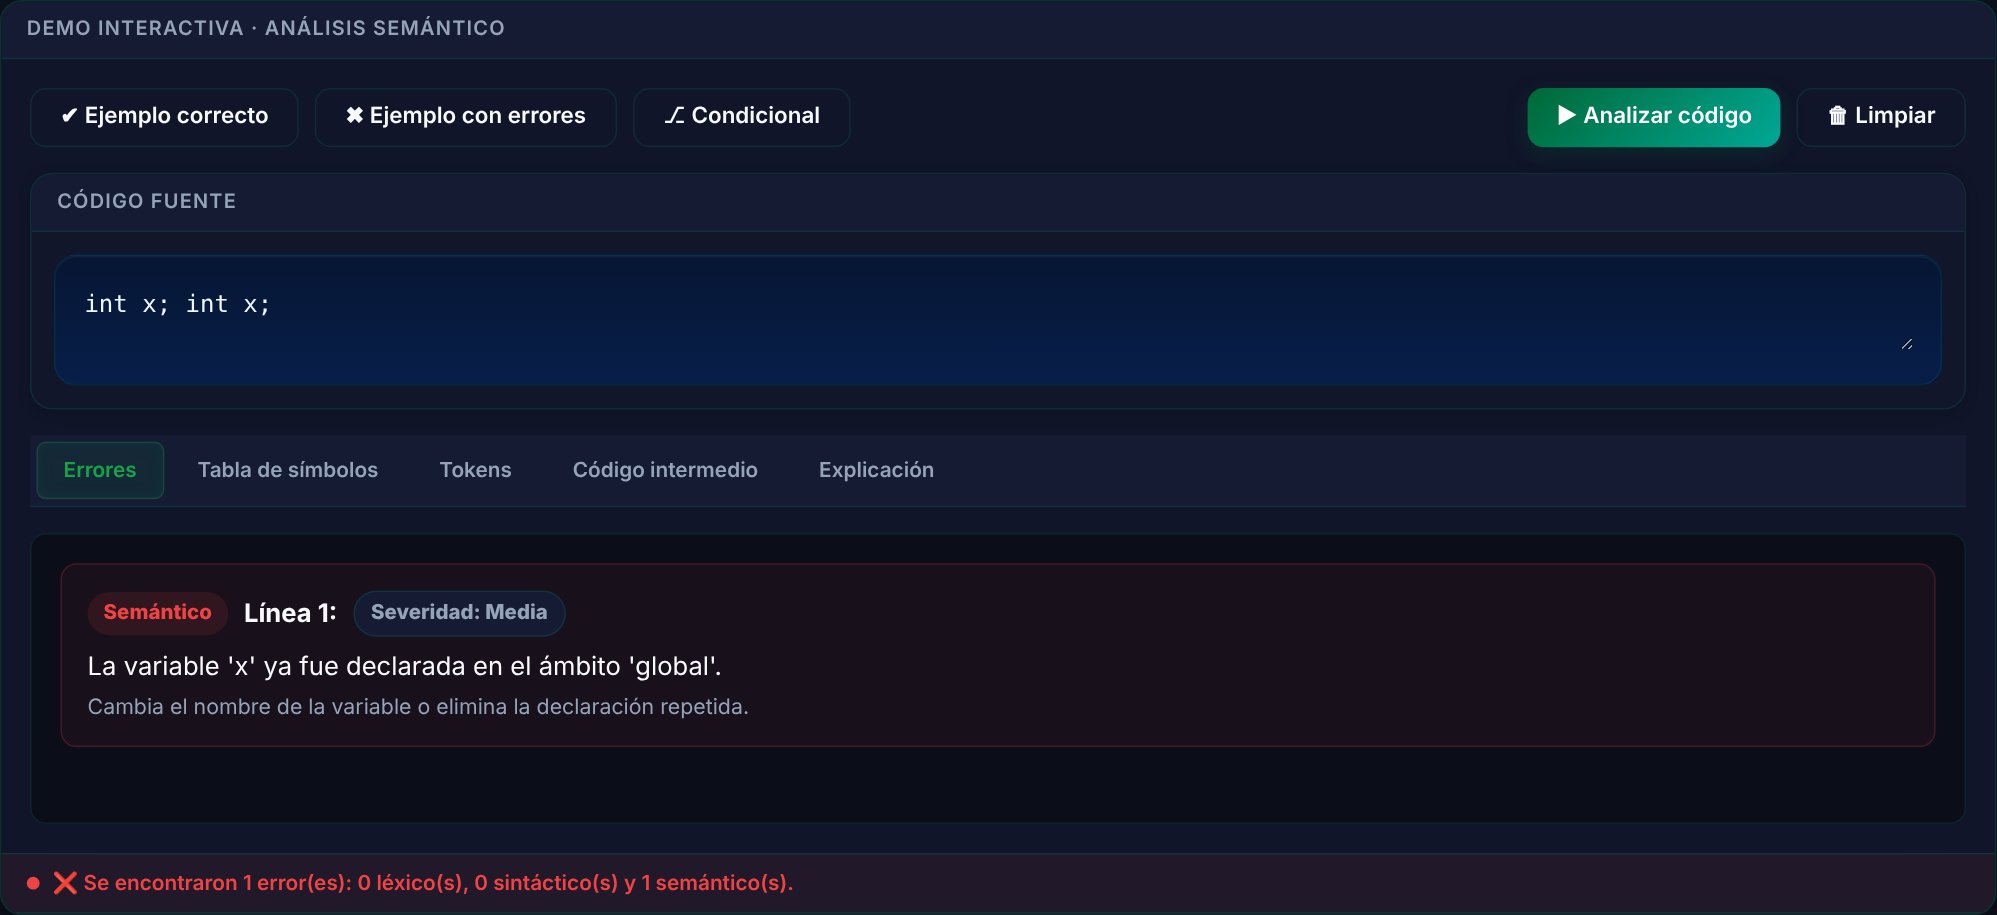 DEMO INTERACTIVA · ANÁLISIS SEMÁNTICO
✔ Ejemplo correcto ✖ Ejemplo con errores ⎇ Condicional ▶ Analizar código 🗑 Limpiar
CÓDIGO FUENTE
int x; int x;
Errores Tabla de símbolos Tokens Código intermedio Explicación
Semántico Línea 1: Severidad: Media
La variable 'x' ya fue declarada en el ámbito 'global'.
Cambia el nombre de la variable o elimina la declaración repetida.
❌ Se encontraron 1 error(es): 0 léxico(s), 0 sintáctico(s) y 1 semántico(s).